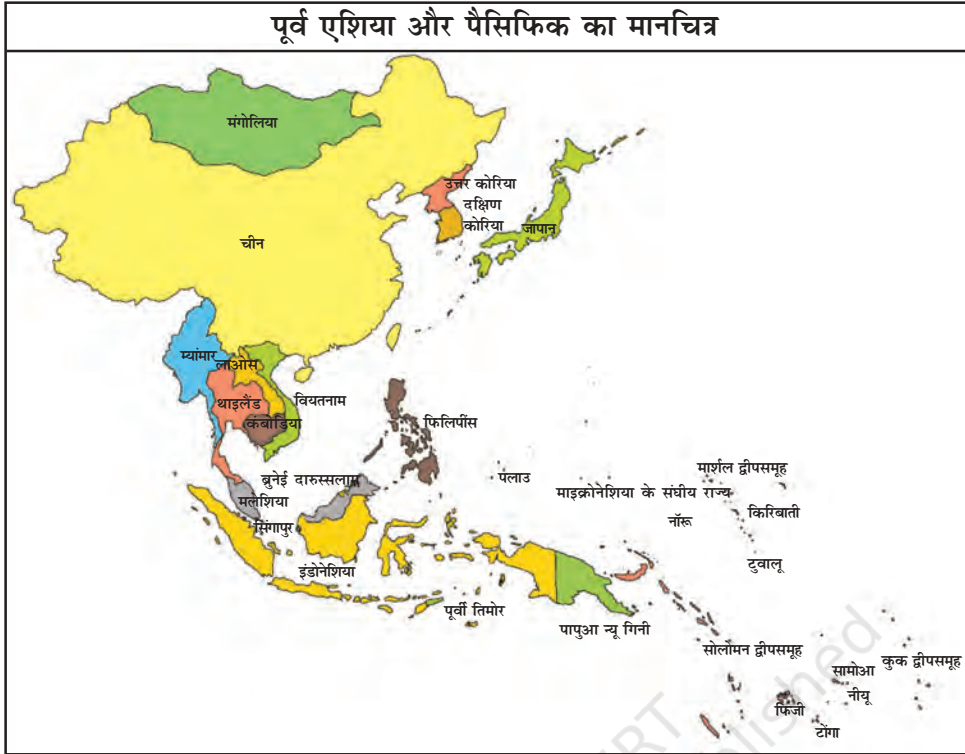 पूर्व एशिया और पैसिफिक का मानचित्र
मंगोलिया
उत्तर कोरिया
दक्षिण
कोरिया
जापान
चीन
म्यांमार
लाओस
थाइलैंड
वियतनाम
कंबोडिया
फिलिपींस
ब्रुनेई दारुस्सलाम
पलाउ
मार्शल द्वीपसमूह
मलेशिया
माइक्रोनेशिया के संघीय राज्य
किरिबाती
सिंगापुर
नॉरू
टुवालू
इंडोनेशिया
पूर्वी तिमोर
पापुआ न्यू गिनी
सोलोमन द्वीपसमूह
कुक द्वीपसमूह
सामोआ
नीयू
फिजी
टोंगा